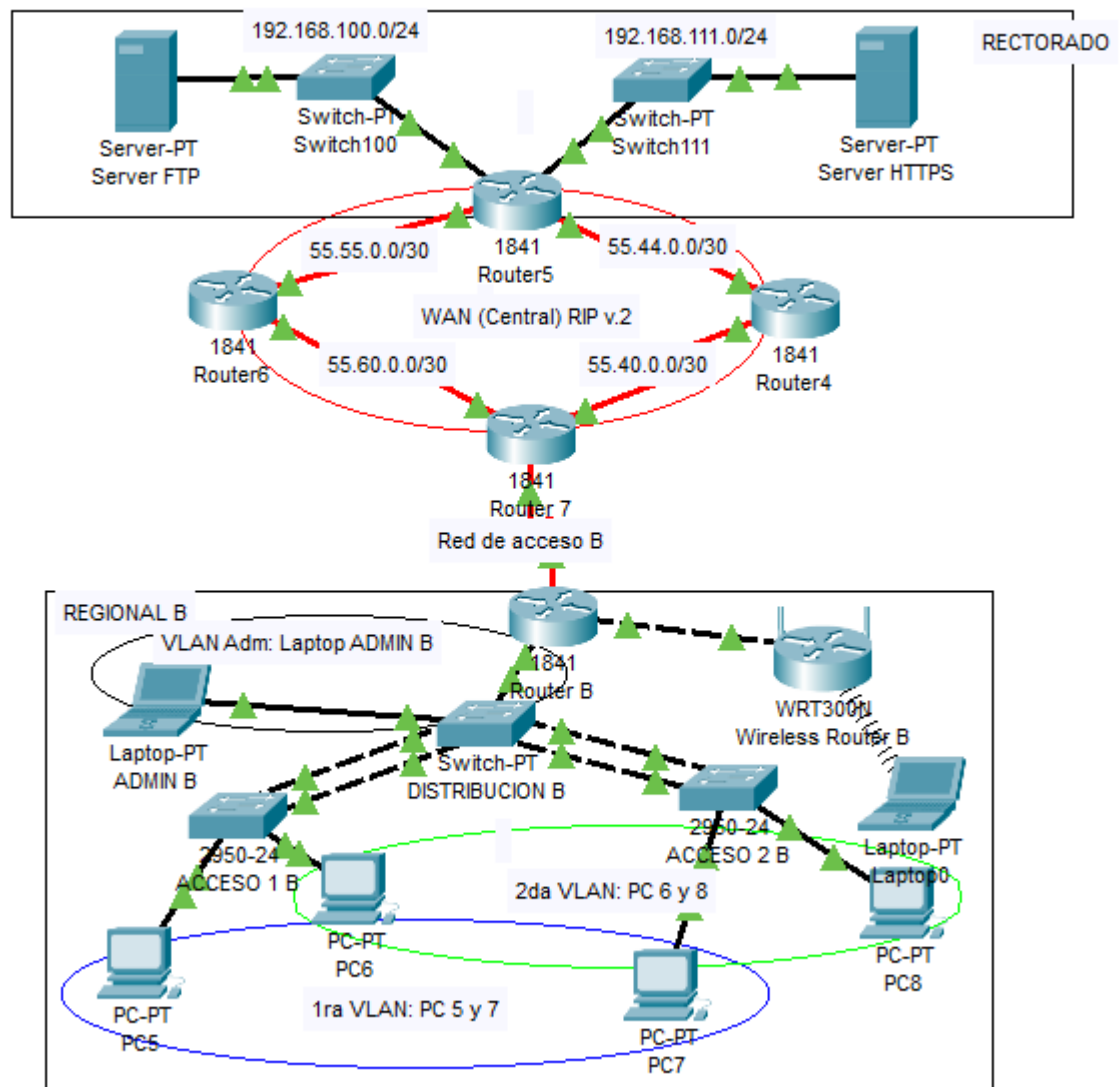 192.168.100.0/24
192.168.111.0/24
RECTORADO
Switch-PT
Switch100
Switch-PT
Switch111
Server-PT
Server FTP
Server-PT
Server HTTPS
55.55.0.0/30
1841
Router5
55.44.0.0/30
WAN (Central) RIP v.2
1841
Router6
1841
Router4
55.60.0.0/30
55.40.0.0/30
1841
Router 7
Red de acceso B
REGIONAL B
VLAN Adm: Laptop ADMIN B
1841
Router B
WRT300N
Wireless Router B
Laptop-PT
ADMIN B
Switch-PT
DISTRIBUCION B
2950-24
ACCESO 1 B
2950-24
ACCESO 2 B
Laptop-PT
Laptop0
2da VLAN: PC 6 y 8
PC-PT
PC6
PC-PT
PC8
1ra VLAN: PC 5 y 7
PC-PT
PC5
PC-PT
PC7